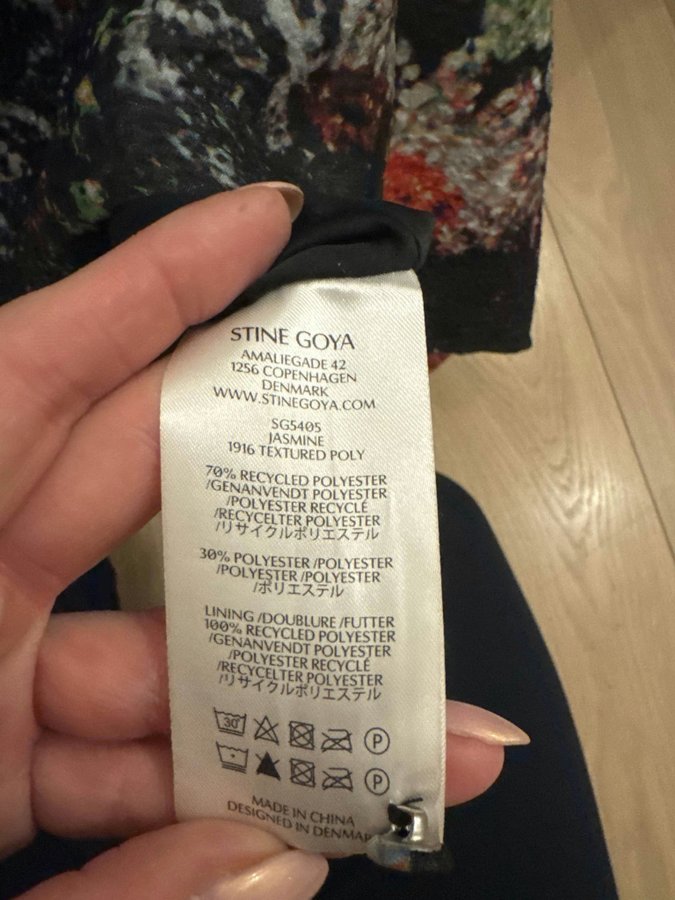 STINE GOYA
AMALIEGADE 42
1256 COPENHAGEN
DENMARK
WWW.STINEGOYA.COM
SG5405
JASMINE
1916 TEXTURED POLY
70% RECYCLED POLYESTER
/GENANVENDT POLYESTER
/POLYESTER RECYCLÉ
/RECYCELTER POLYESTER
/リサイクルポリエステル
30% POLYESTER /POLYESTER
/POLYESTER /POLYESTER
/ポリエステル
LINING /DOUBLURE /FUTTER
100% RECYCLED POLYESTER
/GENANVENDT POLYESTER
/POLYESTER RECYCLÉ
/RECYCELTER POLYESTER
/リサイクルポリエステル
30 P
P
MADE IN CHINA
DESIGNED IN DENMAR